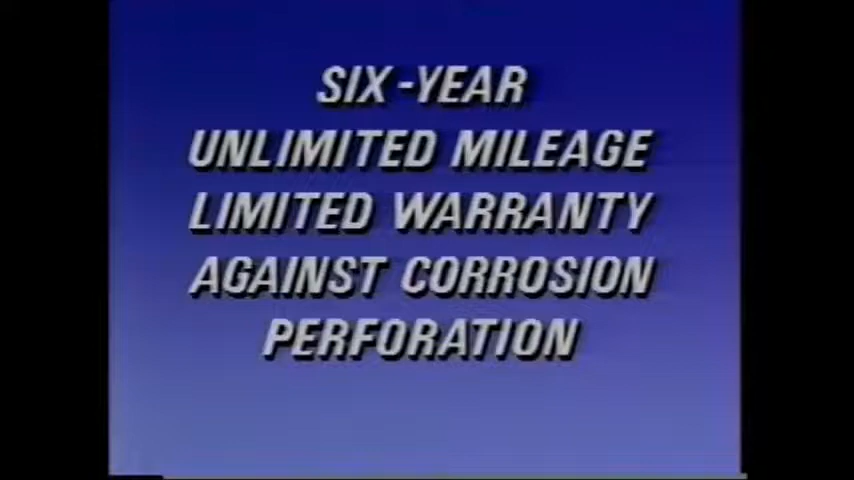 SIX-YEAR
UNLIMITED MILEAGE
LIMITED WARRANTY
AGAINST CORROSION
PERFORATION